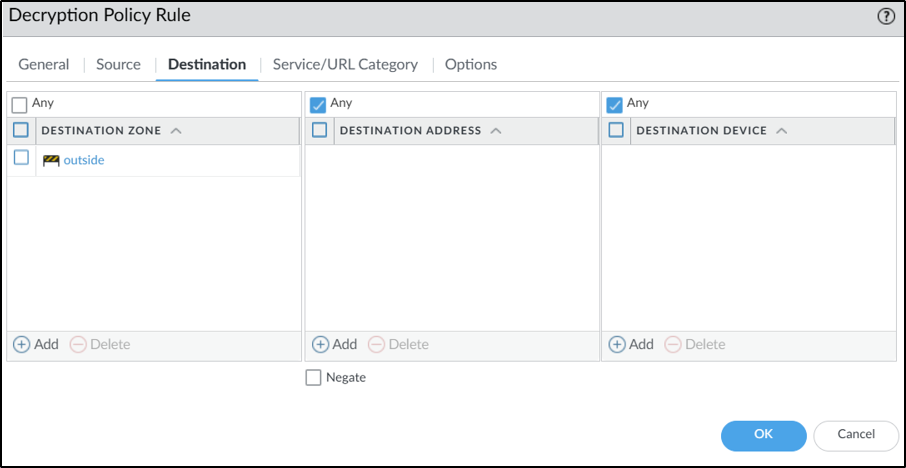 Decryption Policy Rule
General Source Destination Service/URL Category Options
Any Any Any
DESTINATION ZONE DESTINATION ADDRESS DESTINATION DEVICE
outside
Add Delete Add Delete Add Delete
Negate
OK Cancel